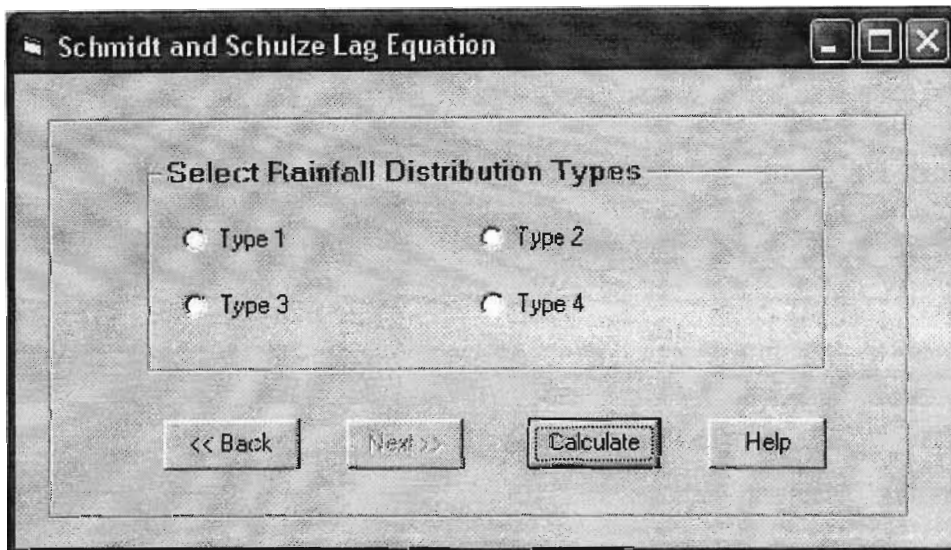 Schmidt and Schulze Lag Equation
Select Rainfall Distribution Types
Type 1 Type 2
Type 3 Type 4
<< Back Next >> Calculate Help